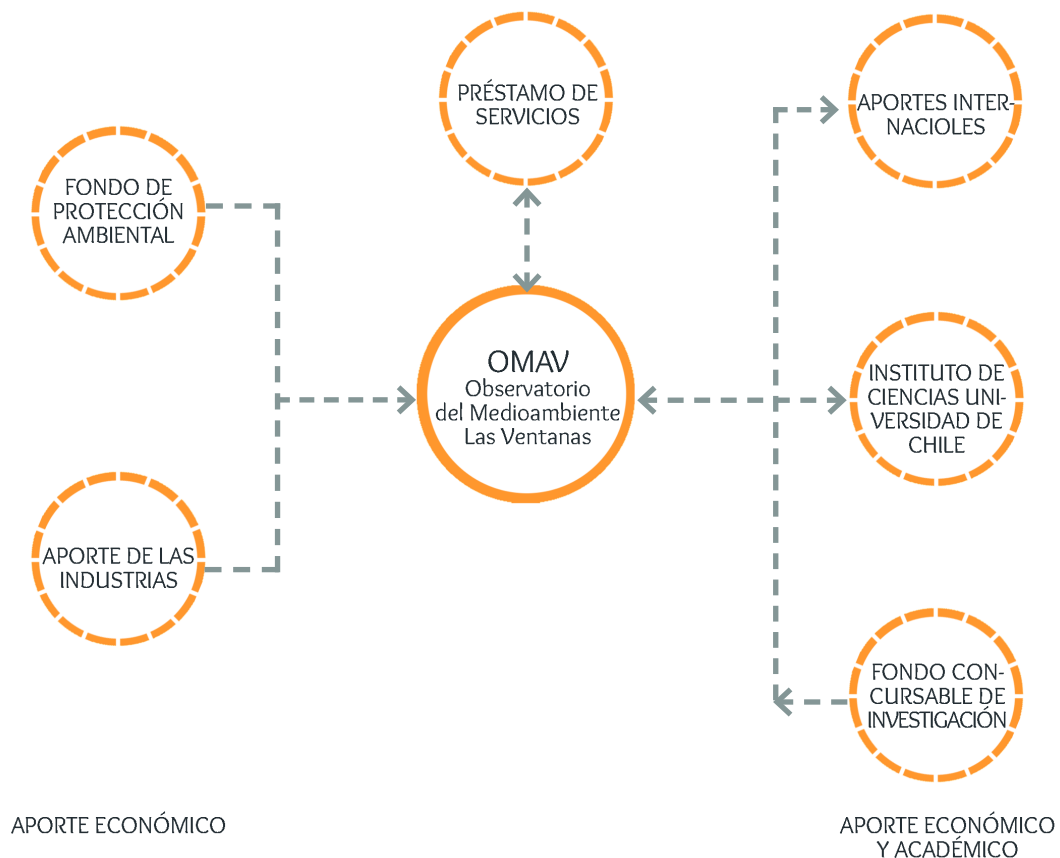 PRÉSTAMO DE
SERVICIOS
APORTES INTER-
NACIOLES
FONDO DE
PROTECCIÓN
AMBIENTAL
OMAV
Observatorio
del Medioambiente
Las Ventanas
INSTITUTO DE
CIENCIAS UNI-
VERSIDAD DE
CHILE
APORTE DE LAS
INDUSTRIAS
FONDO CON-
CURSABLE DE
INVESTIGACIÓN
APORTE ECONÓMICO
APORTE ECONÓMICO
Y ACADÉMICO